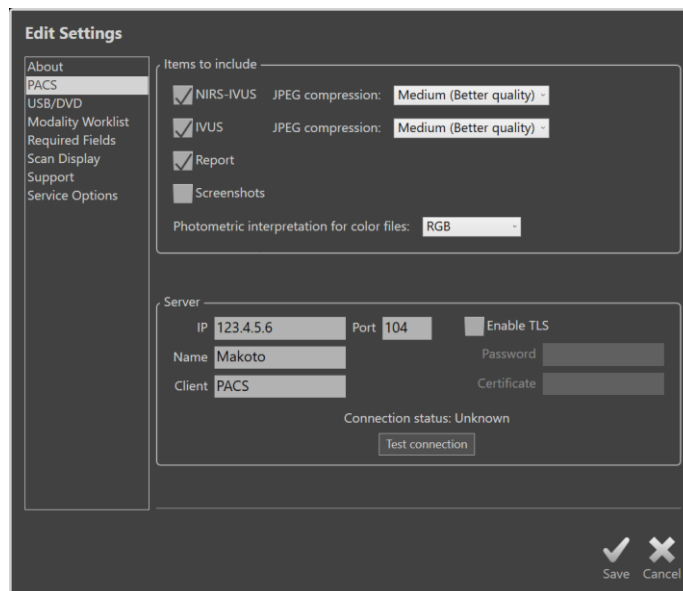 Edit Settings
About
PACS
USB/DVD
Modality Worklist
Required Fields
Scan Display
Support
Service Options
Items to include
NIRS-IVUS JPEG compression: Medium (Better quality)
IVUS JPEG compression: Medium (Better quality)
Report
Screenshots
Photometric interpretation for color files: RGB
Server
IP 123.4.5.6 Port 104 Enable TLS
Name Makoto Password
Client PACS Certificate
Connection status: Unknown
Test connection
Save Cancel